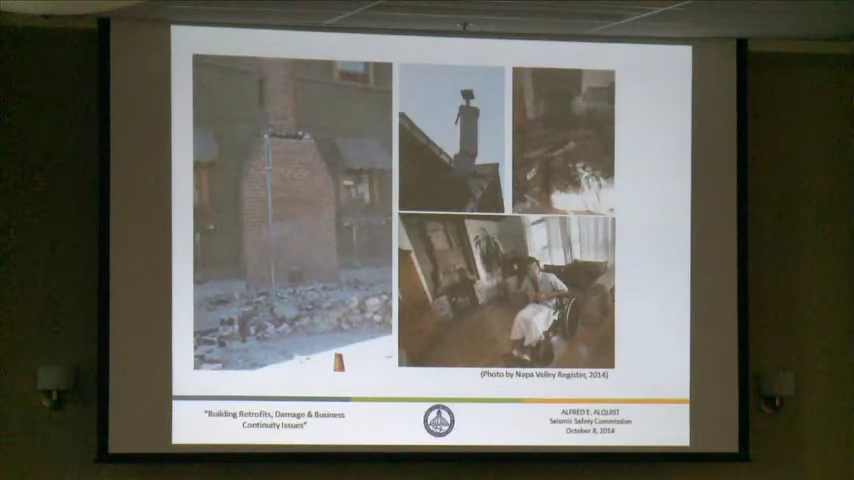 (Photo by Napa Valley Register, 2014)
"Building Retrofits, Damage & Business
Continuity Issues"
ALFRED E. ALQUIST
Seismic Safety Commission
October 8, 2014